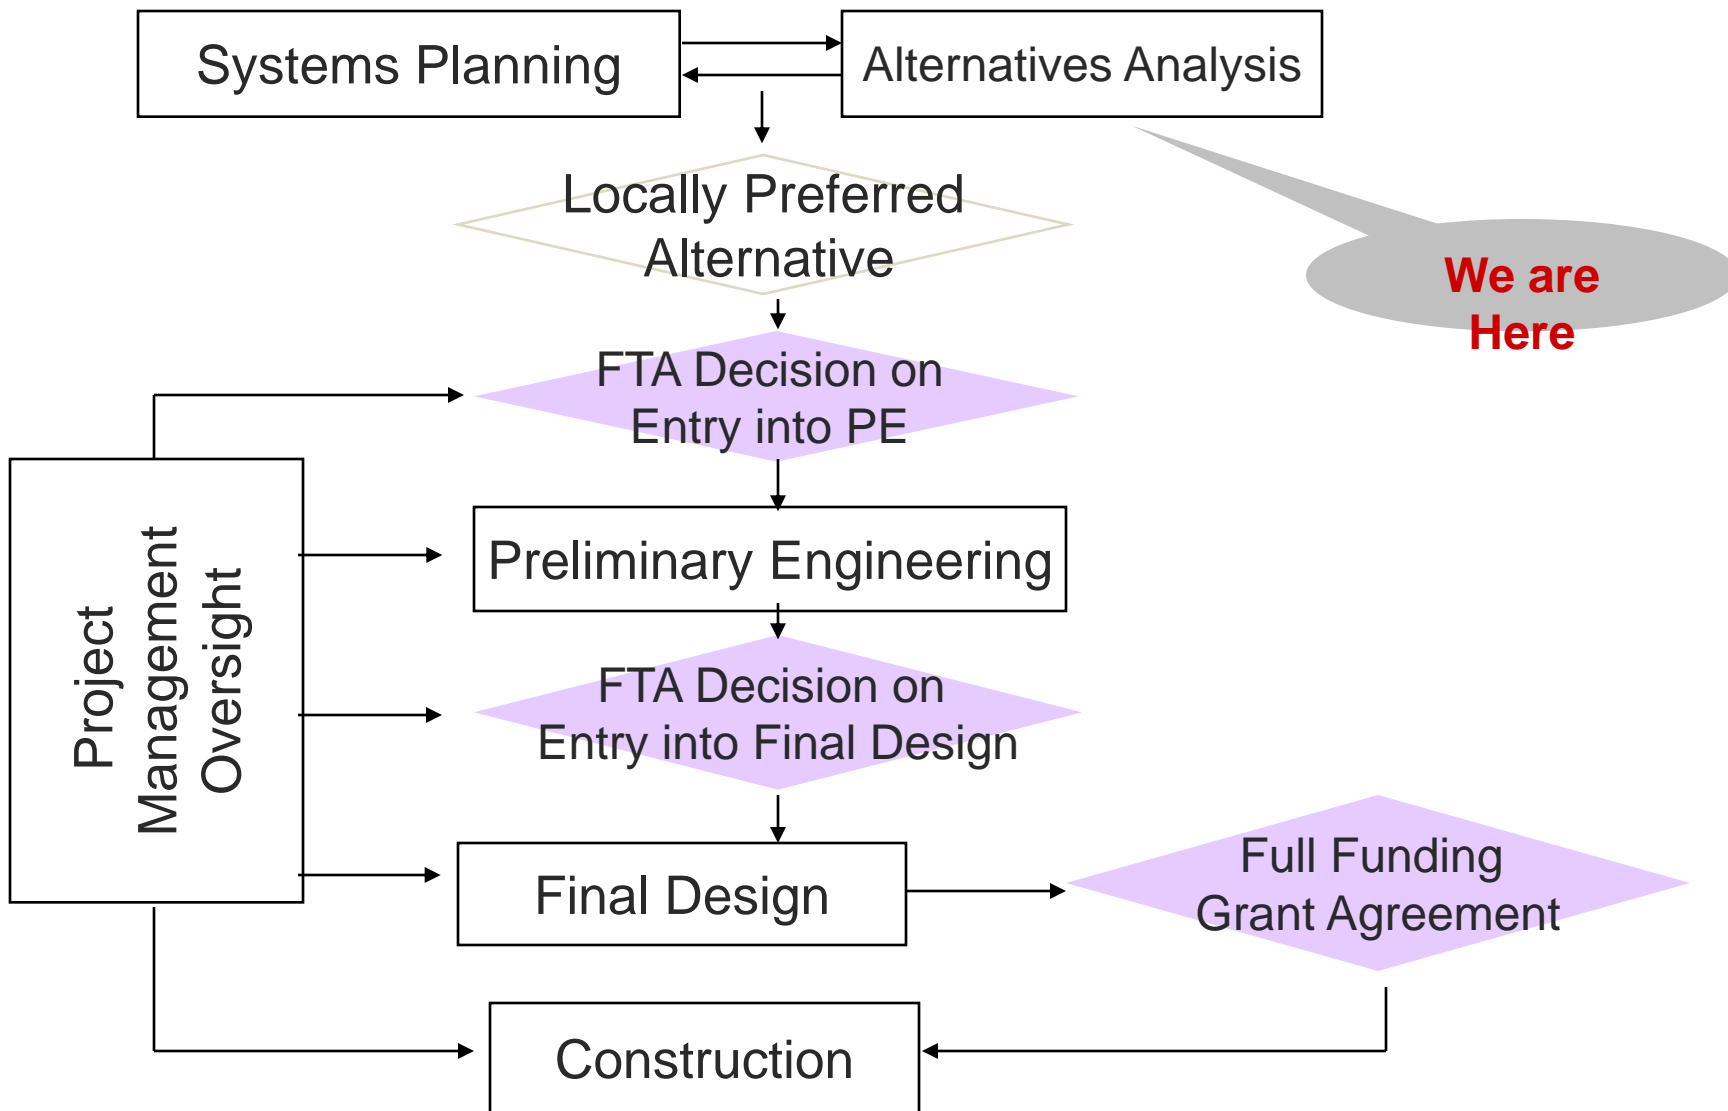 Systems Planning
Alternatives Analysis
Locally Preferred
Alternative
We are
Here
FTA Decision on
Entry into PE
Project
Management
Oversight
Preliminary Engineering
FTA Decision on
Entry into Final Design
Final Design
Full Funding
Grant Agreement
Construction